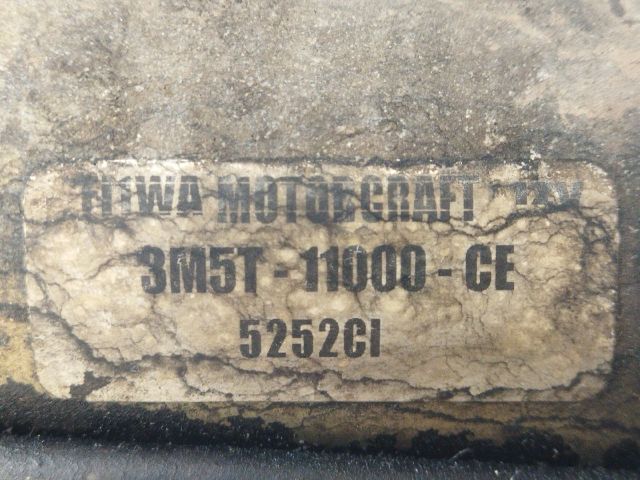 MOTORCRAFT 12V
3M5T - 11000 - CE
5252CI